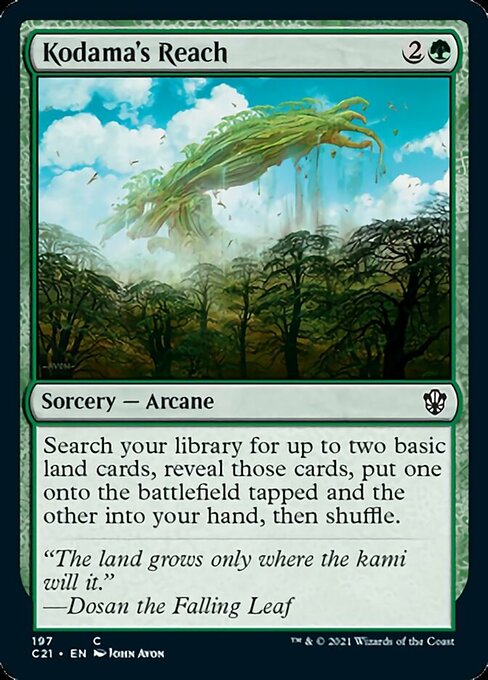 Kodama's Reach 2
-AVON-
Sorcery — Arcane
Search your library for up to two basic
land cards, reveal those cards, put one
onto the battlefield tapped and the
other into your hand, then shuffle.
“The land grows only where the kami
will it.”
—Dosan the Falling Leaf
197 C
C21 • EN John Avon
™ & © 2021 Wizards of the Coast